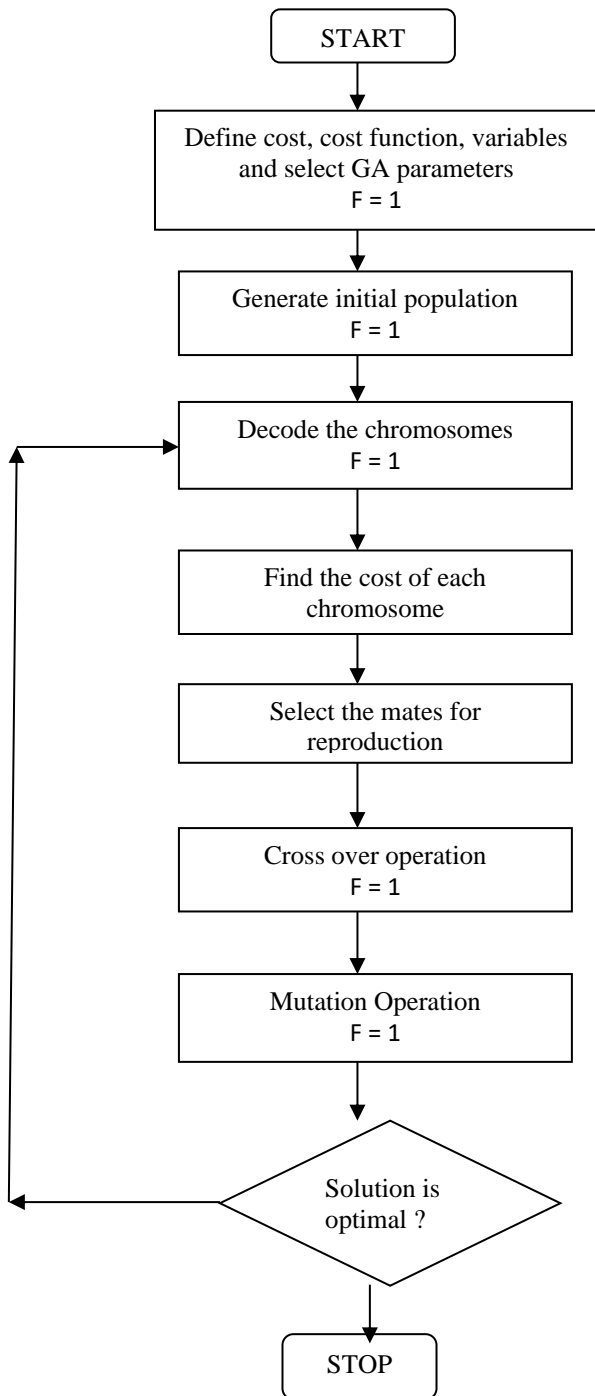 START
Define cost, cost function, variables
and select GA parameters
F = 1
Generate initial population
F = 1
Decode the chromosomes
F = 1
Find the cost of each
chromosome
Select the mates for
reproduction
Cross over operation
F = 1
Mutation Operation
F = 1
Solution is
optimal ?
STOP